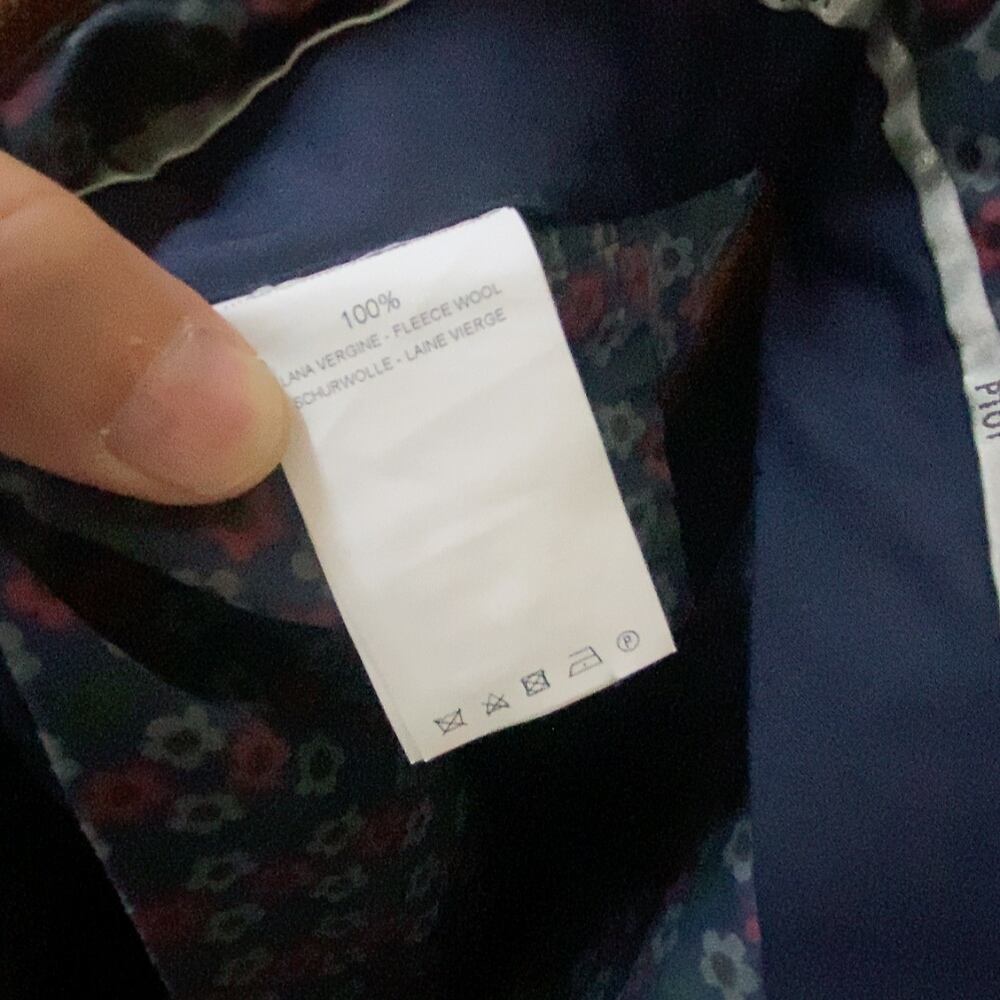 100%
LANA VERGINE - FLEECE WOOL
SCHURWOLLE - LAINE VIERGE
P